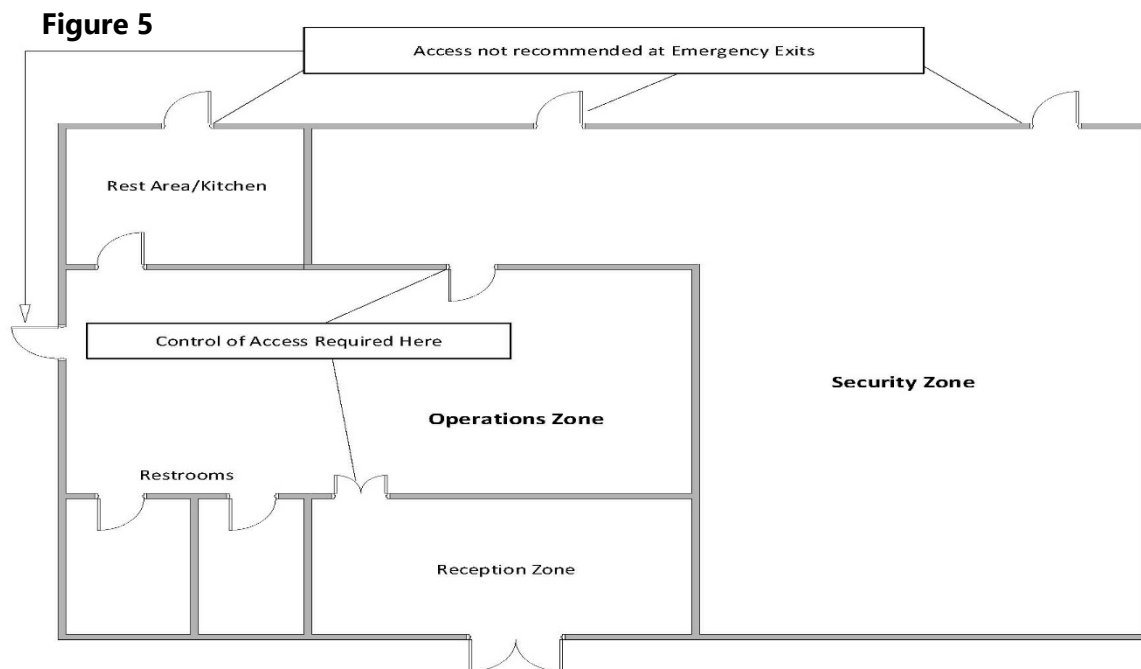 Figure 5
Access not recommended at Emergency Exits
Rest Area/Kitchen
Control of Access Required Here
Security Zone
Operations Zone
Restrooms
Reception Zone